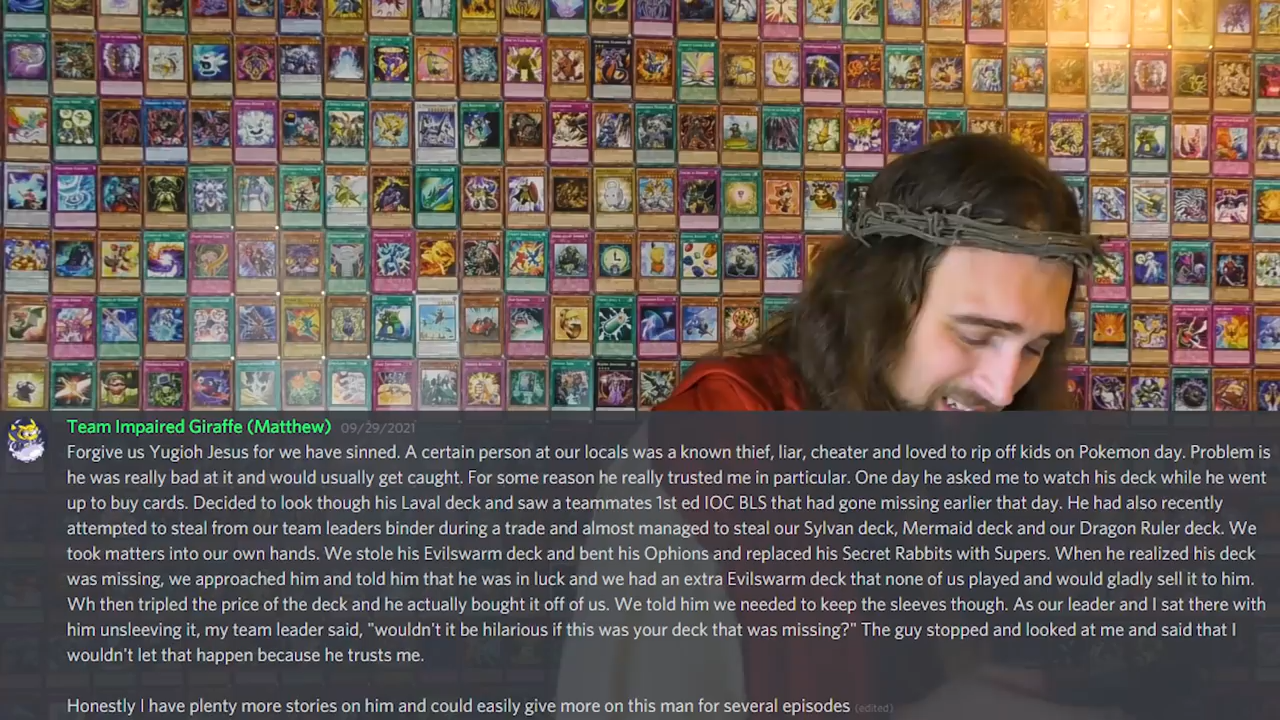 Team Impaired Giraffe (Matthew) 09/29/2021
Forgive us Yugioh Jesus for we have sinned. A certain person at our locals was a known thief, liar, cheater and loved to rip off kids on Pokemon day. Problem is
he was really bad at it and would usually get caught. For some reason he really trusted me in particular. One day he asked me to watch his deck while he went
up to buy cards. Decided to look though his Laval deck and saw a teammates 1st ed IOC BLS that had gone missing earlier that day. He had also recently
attempted to steal from our team leaders binder during a trade and almost managed to steal our Sylvan deck, Mermaid deck and our Dragon Ruler deck. We
took matters into our own hands. We stole his Evilswarm deck and bent his Ophions and replaced his Secret Rabbits with Supers. When he realized his deck
was missing, we approached him and told him that he was in luck and we had an extra Evilswarm deck that none of us played and would gladly sell it to him.
Wh then tripled the price of the deck and he actually bought it off of us. We told him we needed to keep the sleeves though. As our leader and I sat there with
him unsleeving it, my team leader said, "wouldn't it be hilarious if this was your deck that was missing?" The guy stopped and looked at me and said that I
wouldn't let that happen because he trusts me.
Honestly I have plenty more stories on him and could easily give more on this man for several episodes (edited)